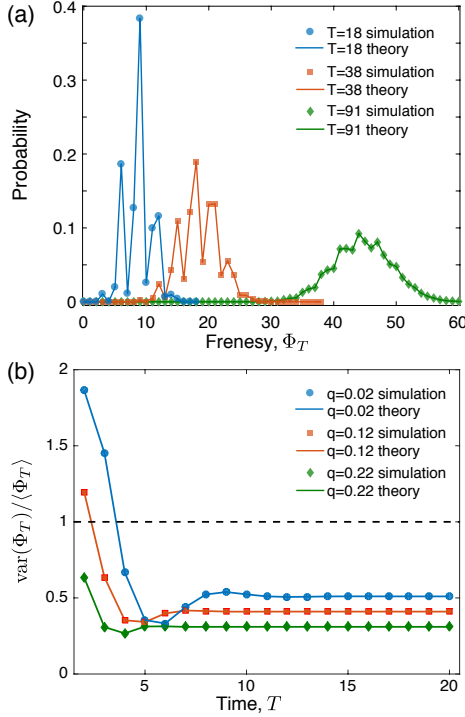 (a)
0.4
0.3
0.2
0.1
0
Probability
T=18 simulation
T=18 theory
T=38 simulation
T=38 theory
T=91 simulation
T=91 theory
0 10 20 30 40 50 60
Frenesy, Φ_T
(b)
2
1.5
1
0.5
0
var(Φ_T)/⟨Φ_T⟩
q=0.02 simulation
q=0.02 theory
q=0.12 simulation
q=0.12 theory
q=0.22 simulation
q=0.22 theory
0 5 10 15 20
Time, T